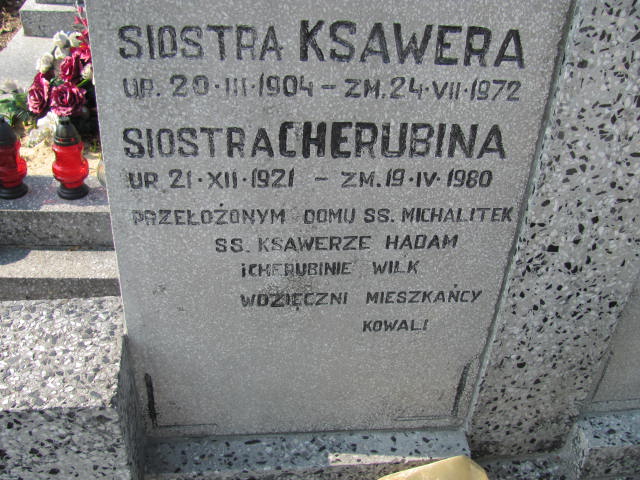 SIOSTRA KSAWERA
UR. 20·III·1904 – ZM. 24·VII·1972
SIOSTRA CHERUBINA
UR. 21·XII·1921 – ZM. 19·IV·1980
PRZEŁOŻONYM DOMU SS. MICHALITEK
SS. KSAWERZE HADAM
I CHERUBINIE WILK
WDZIĘCZNI MIESZKAŃCY
KOWALI